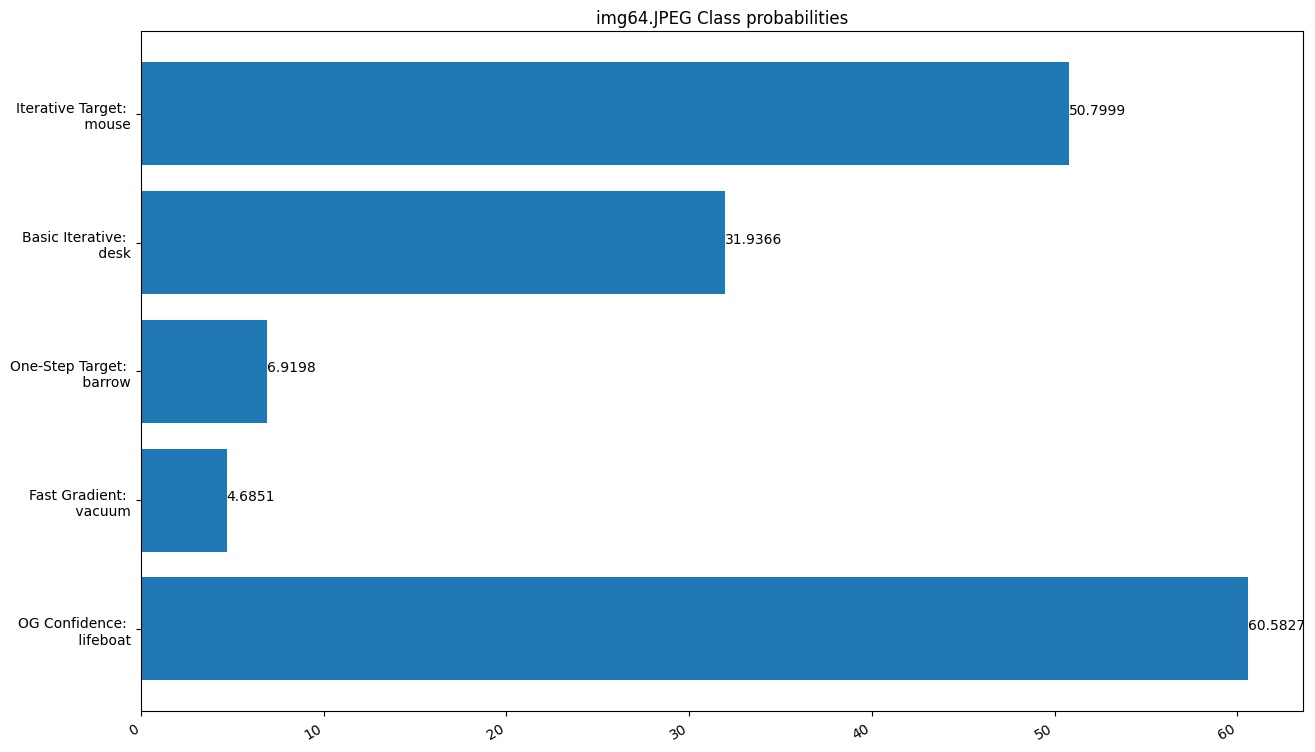 img64.JPEG Class probabilities
Iterative Target:
mouse
50.7999
Basic Iterative:
desk
31.9366
One-Step Target:
barrow
6.9198
Fast Gradient:
vacuum
4.6851
OG Confidence:
lifeboat
60.5827
0 10 20 30 40 50 60